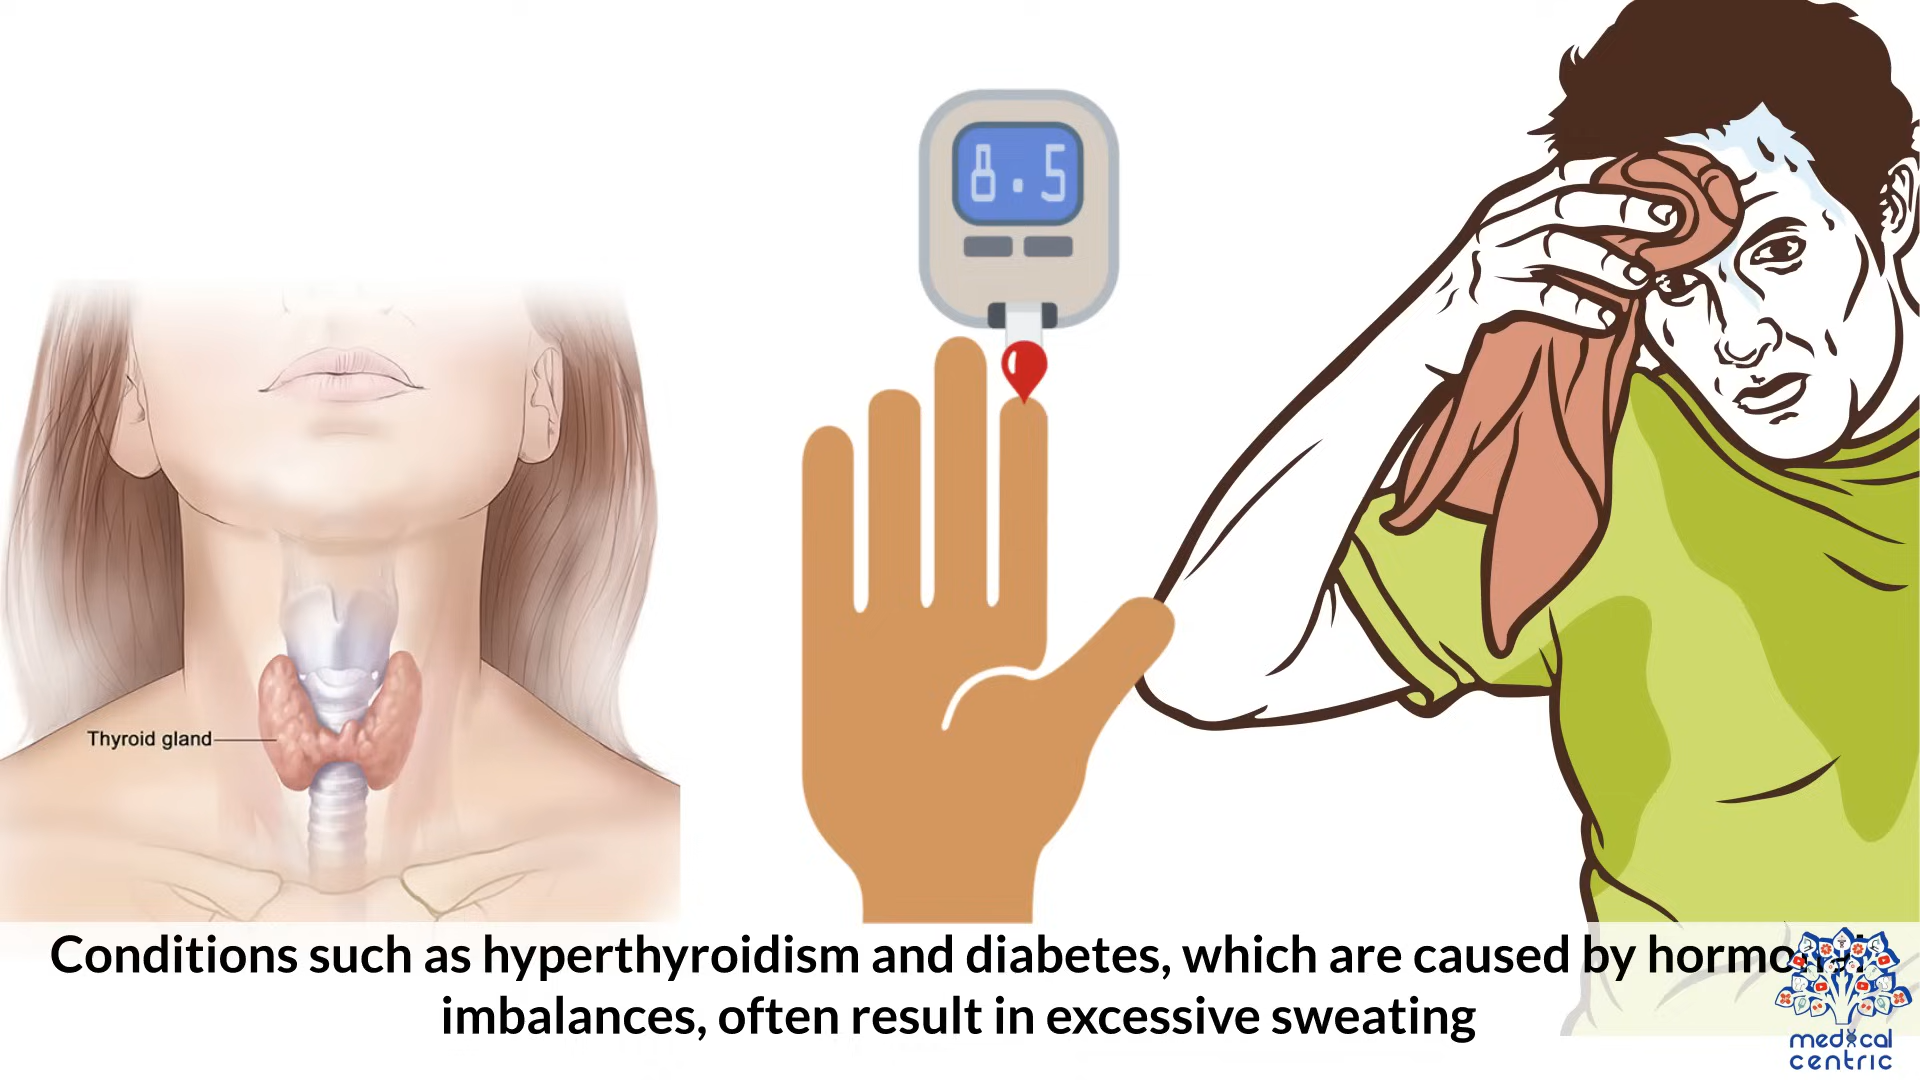 8.5
Thyroid gland
Conditions such as hyperthyroidism and diabetes, which are caused by
imbalances, often result in excessive sweating
medical
centric